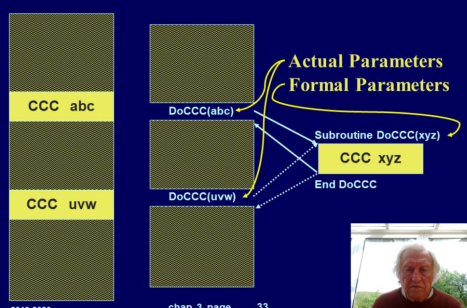 Actual Parameters
Formal Parameters
CCC abc
DoCCC(abc)
Subroutine DoCCC(xyz)
CCC xyz
End DoCCC
CCC uvw
DoCCC(uvw)
chap 3 page 33